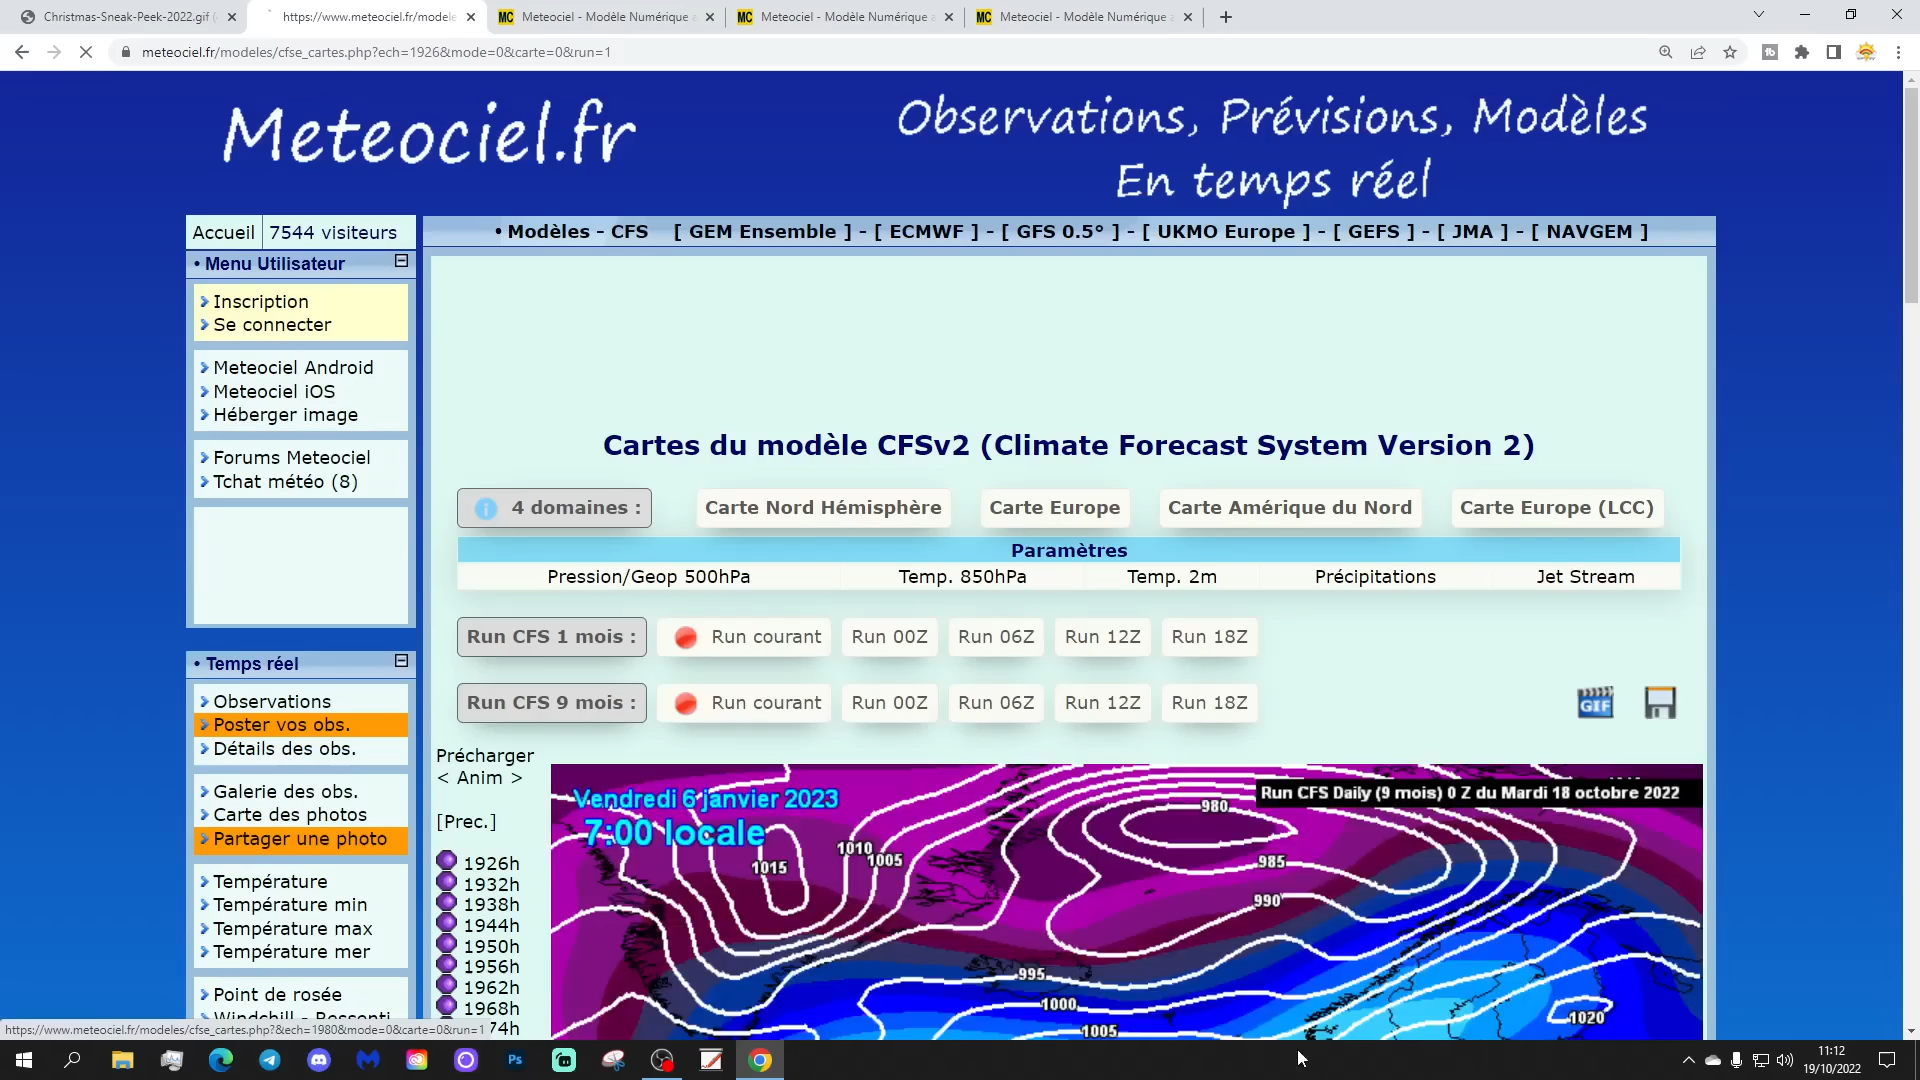 Christmas-Sneak-Peek-2022.gif (
https://www.meteociel.fr/modele
MC Meteociel - Modèle Numérique
MC Meteociel - Modèle Numérique
MC Meteociel - Modèle Numérique
meteociel.fr/modeles/cfse_cartes.php?ech=1926&mode=0&carte=0&run=1
Meteociel.fr
Observations, Prévisions, Modèles
En temps réel
Accueil 7544 visiteurs
• Modèles - CFS [ GEM Ensemble ] - [ ECMWF ] - [ GFS 0.5° ] - [ UKMO Europe ] - [ GEFS ] - [ JMA ] - [ NAVGEM ]
• Menu Utilisateur
Inscription
Se connecter
Meteociel Android
Meteociel iOS
Héberger image
Forums Meteociel
Tchat météo (8)
• Temps réel
Observations
Poster vos obs.
Détails des obs.
Galerie des obs.
Carte des photos
Partager une photo
Température
Température min
Température max
Température mer
Point de rosée
Windchill - Ressenti
Cartes du modèle CFSv2 (Climate Forecast System Version 2)
4 domaines : Carte Nord Hémisphère Carte Europe Carte Amérique du Nord Carte Europe (LCC)
Paramètres
Pression/Geop 500hPa Temp. 850hPa Temp. 2m Précipitations Jet Stream
Run CFS 1 mois : Run courant Run 00Z Run 06Z Run 12Z Run 18Z
Run CFS 9 mois : Run courant Run 00Z Run 06Z Run 12Z Run 18Z
GIF
Précharger
< Anim >
[Prec.]
1926h
1932h
1938h
1944h
1950h
1956h
1962h
1968h
74h
Vendredi 6 janvier 2023
7:00 locale
Run CFS Daily (9 mois) 0 Z du Mardi 18 octobre 2022
980
1010
1005
1015
985
990
995
1000
1005
1020
https://www.meteociel.fr/modeles/cfse_cartes.php?&ech=1980&mode=0&carte=0&run=1
Ps
11:12
19/10/2022